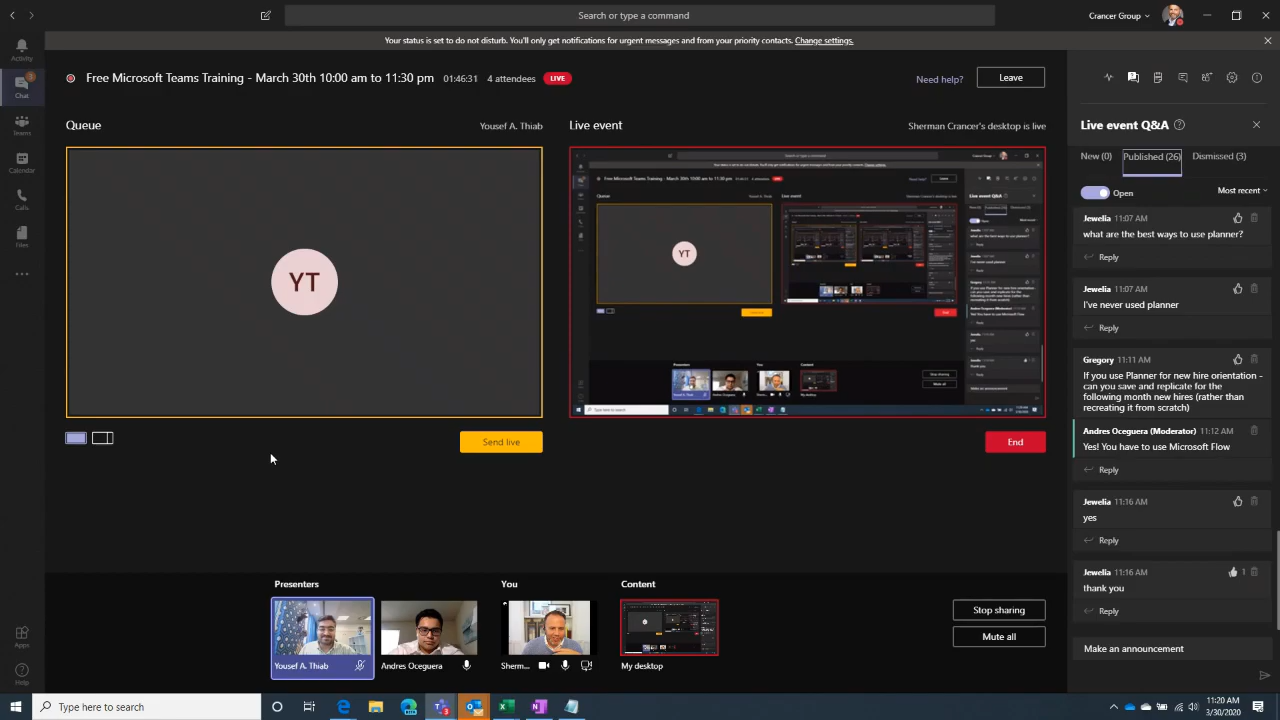 Search or type a command
Crancer Group
Your status is set to do not disturb. You'll only get notifications for urgent messages and from your priority contacts. Change settings.
Activity
3
Chat
Teams
Calendar
Calls
Files
Apps
Help
Free Microsoft Teams Training - March 30th 10:00 am to 11:30 pm 01:46:31 4 attendees LIVE
Need help?
Leave
Queue
Yousef A. Thiab
YT
Send live
Live event
Sherman Crancer's desktop is live
YT
End
Presenters
Yousef A. Thiab
Andres Oceguera
You
Sherm...
Content
My desktop
Stop sharing
Mute all
Live event Q&A
New (0)
Open
Most recent
Jewelia 11:07 AM
what are the best ways to use planner?
Reply
Jewelia 11:07 AM
I've never used planner
Reply
Gregory 11:11 AM
If you use Planner for new hire orientation -
can you save and replicate for the
following month new hires (rather than
recreating it from scratch)
Andres Oceguera (Moderator) 11:12 AM
Yes! You have to use Microsoft Flow
Reply
Jewelia 11:16 AM
yes
Reply
Jewelia 11:16 AM
1
thank you
Reply
Make an announcement
Type here to search
11:20 AM
3/30/2020